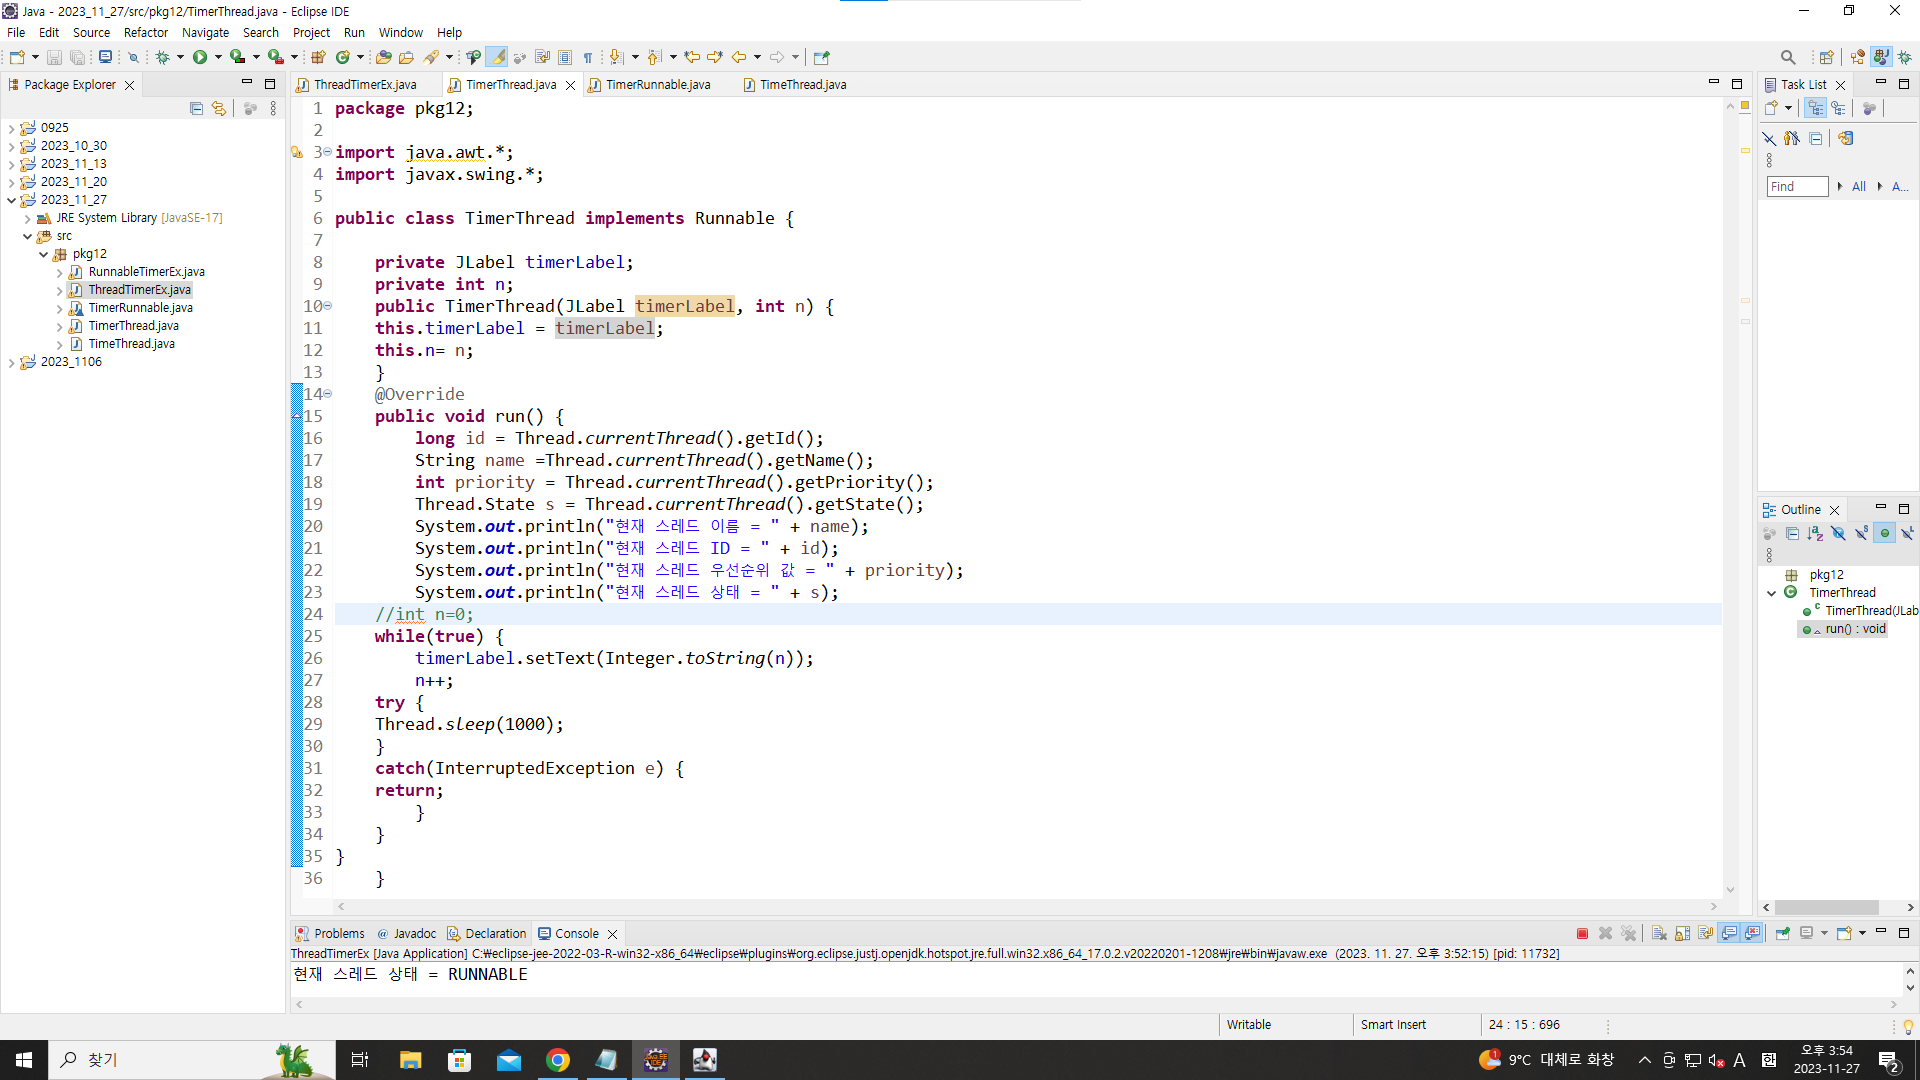 Java - 2023_11_27/src/pkg12/TimerThread.java - Eclipse IDE
File Edit Source Refactor Navigate Search Project Run Window Help
Package Explorer
0925
2023_10_30
2023_11_13
2023_11_20
2023_11_27
JRE System Library [JavaSE-17]
src
pkg12
RunnableTimerEx.java
ThreadTimerEx.java
TimerRunnable.java
TimerThread.java
TimeThread.java
2023_1106
ThreadTimerEx.java TimerThread.java TimerRunnable.java TimeThread.java
1 package pkg12;
2
3 import java.awt.*;
4 import javax.swing.*;
5
6 public class TimerThread implements Runnable {
7
8 private JLabel timerLabel;
9 private int n;
10 public TimerThread(JLabel timerLabel, int n) {
11 this.timerLabel = timerLabel;
12 this.n= n;
13 }
14 @Override
15 public void run() {
16 long id = Thread.currentThread().getId();
17 String name =Thread.currentThread().getName();
18 int priority = Thread.currentThread().getPriority();
19 Thread.State s = Thread.currentThread().getState();
20 System.out.println("현재 스레드 이름 = " + name);
21 System.out.println("현재 스레드 ID = " + id);
22 System.out.println("현재 스레드 우선순위 값 = " + priority);
23 System.out.println("현재 스레드 상태 = " + s);
24 //int n=0;
25 while(true) {
26 timerLabel.setText(Integer.toString(n));
27 n++;
28 try {
29 Thread.sleep(1000);
30 }
31 catch(InterruptedException e) {
32 return;
33 }
34 }
35 }
36 }
Task List
Find All A...
Outline
pkg12
TimerThread
TimerThread(JLab
run() : void
Problems Javadoc Declaration Console
ThreadTimerEx [Java Application] C:₩eclipse-jee-2022-03-R-win32-x86_64₩eclipse₩plugins₩org.eclipse.justj.openjdk.hotspot.jre.full.win32.x86_64_17.0.2.v20220201-1208₩jre₩bin₩javaw.exe (2023. 11. 27. 오후 3:52:15) [pid: 11732]
현재 스레드 상태 = RUNNABLE
Writable Smart Insert 24 : 15 : 696
찾기
9°C 대체로 화창
A 한
오후 3:54
2023-11-27
2